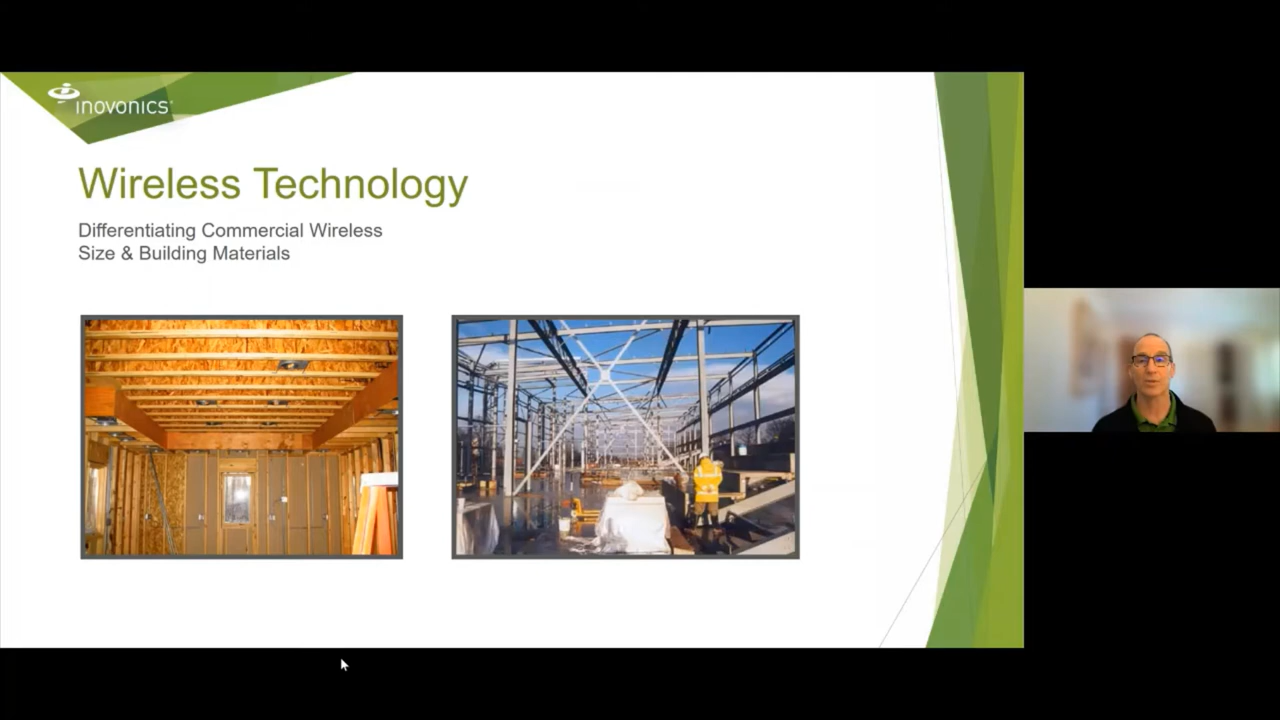 inovonics
Wireless Technology
Differentiating Commercial Wireless
Size & Building Materials